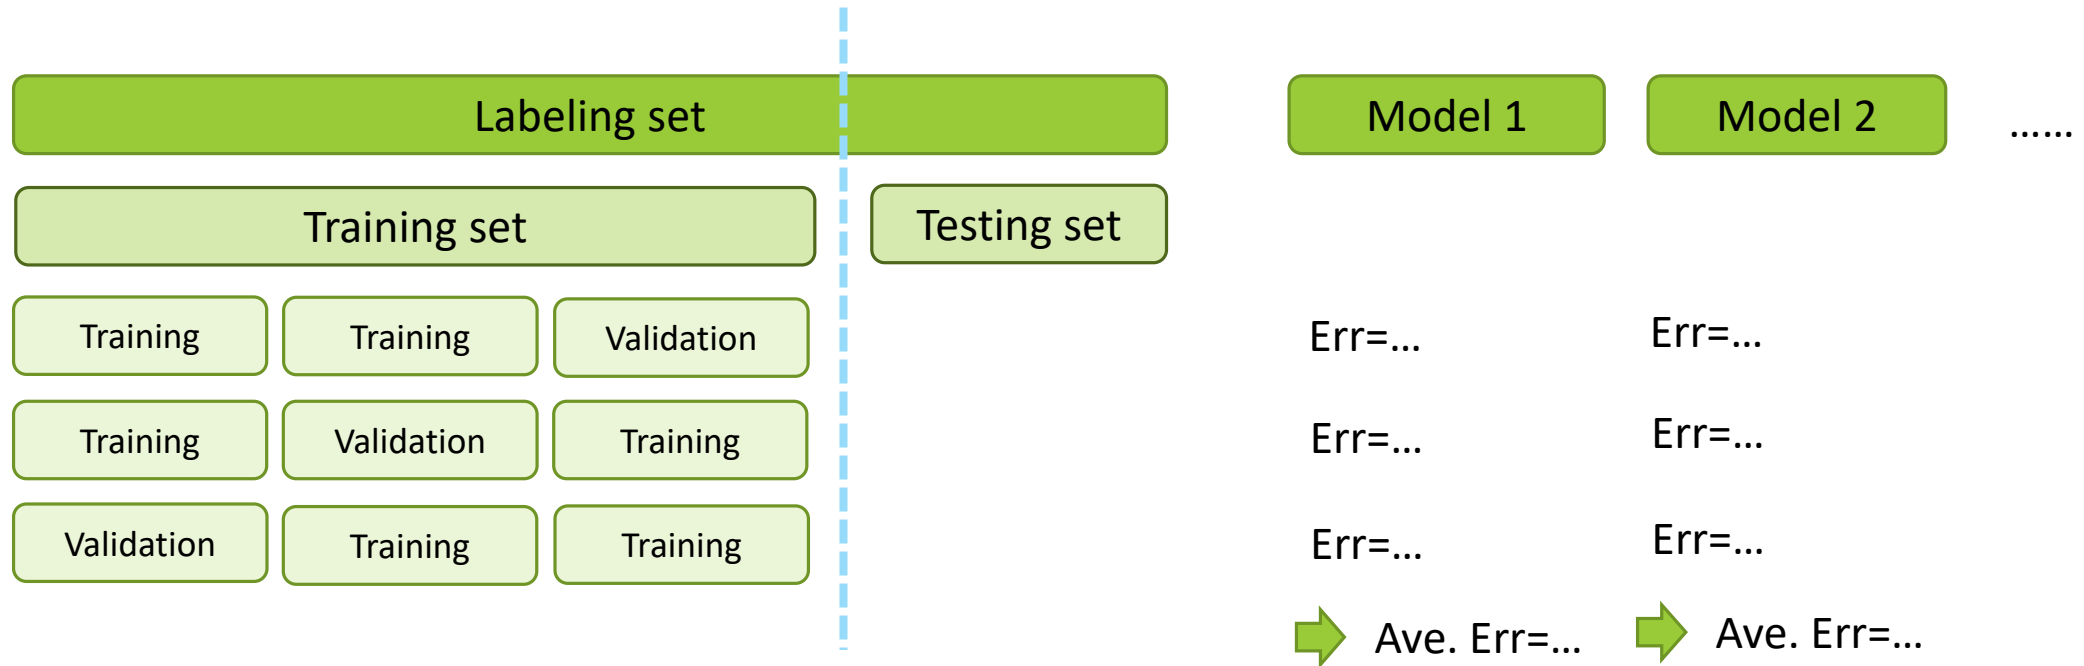 Labeling set
Model 1
Model 2
......
Training set
Testing set
Training
Training
Validation
Err=...
Err=...
Training
Validation
Training
Err=...
Err=...
Validation
Training
Training
Err=...
Err=...
Ave. Err=...
Ave. Err=...